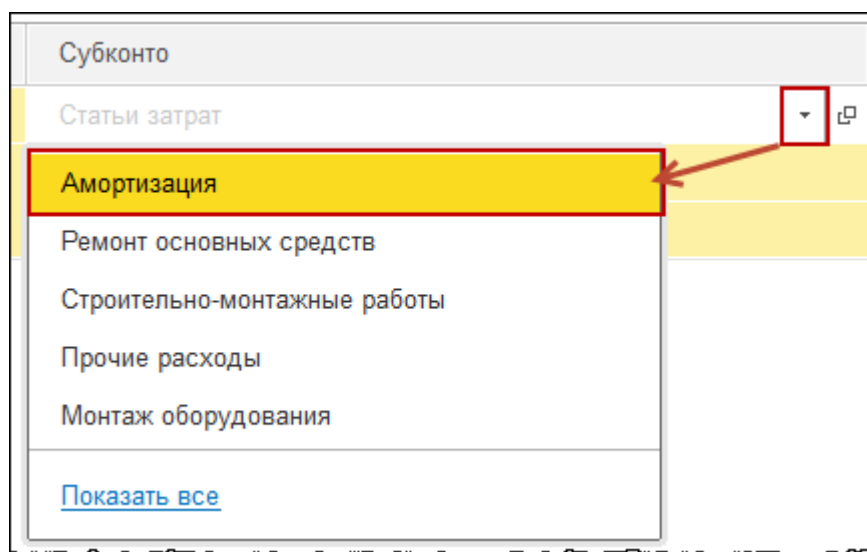 Субконто
Статьи затрат
Амортизация
Ремонт основных средств
Строительно-монтажные работы
Прочие расходы
Монтаж оборудования
Показать все